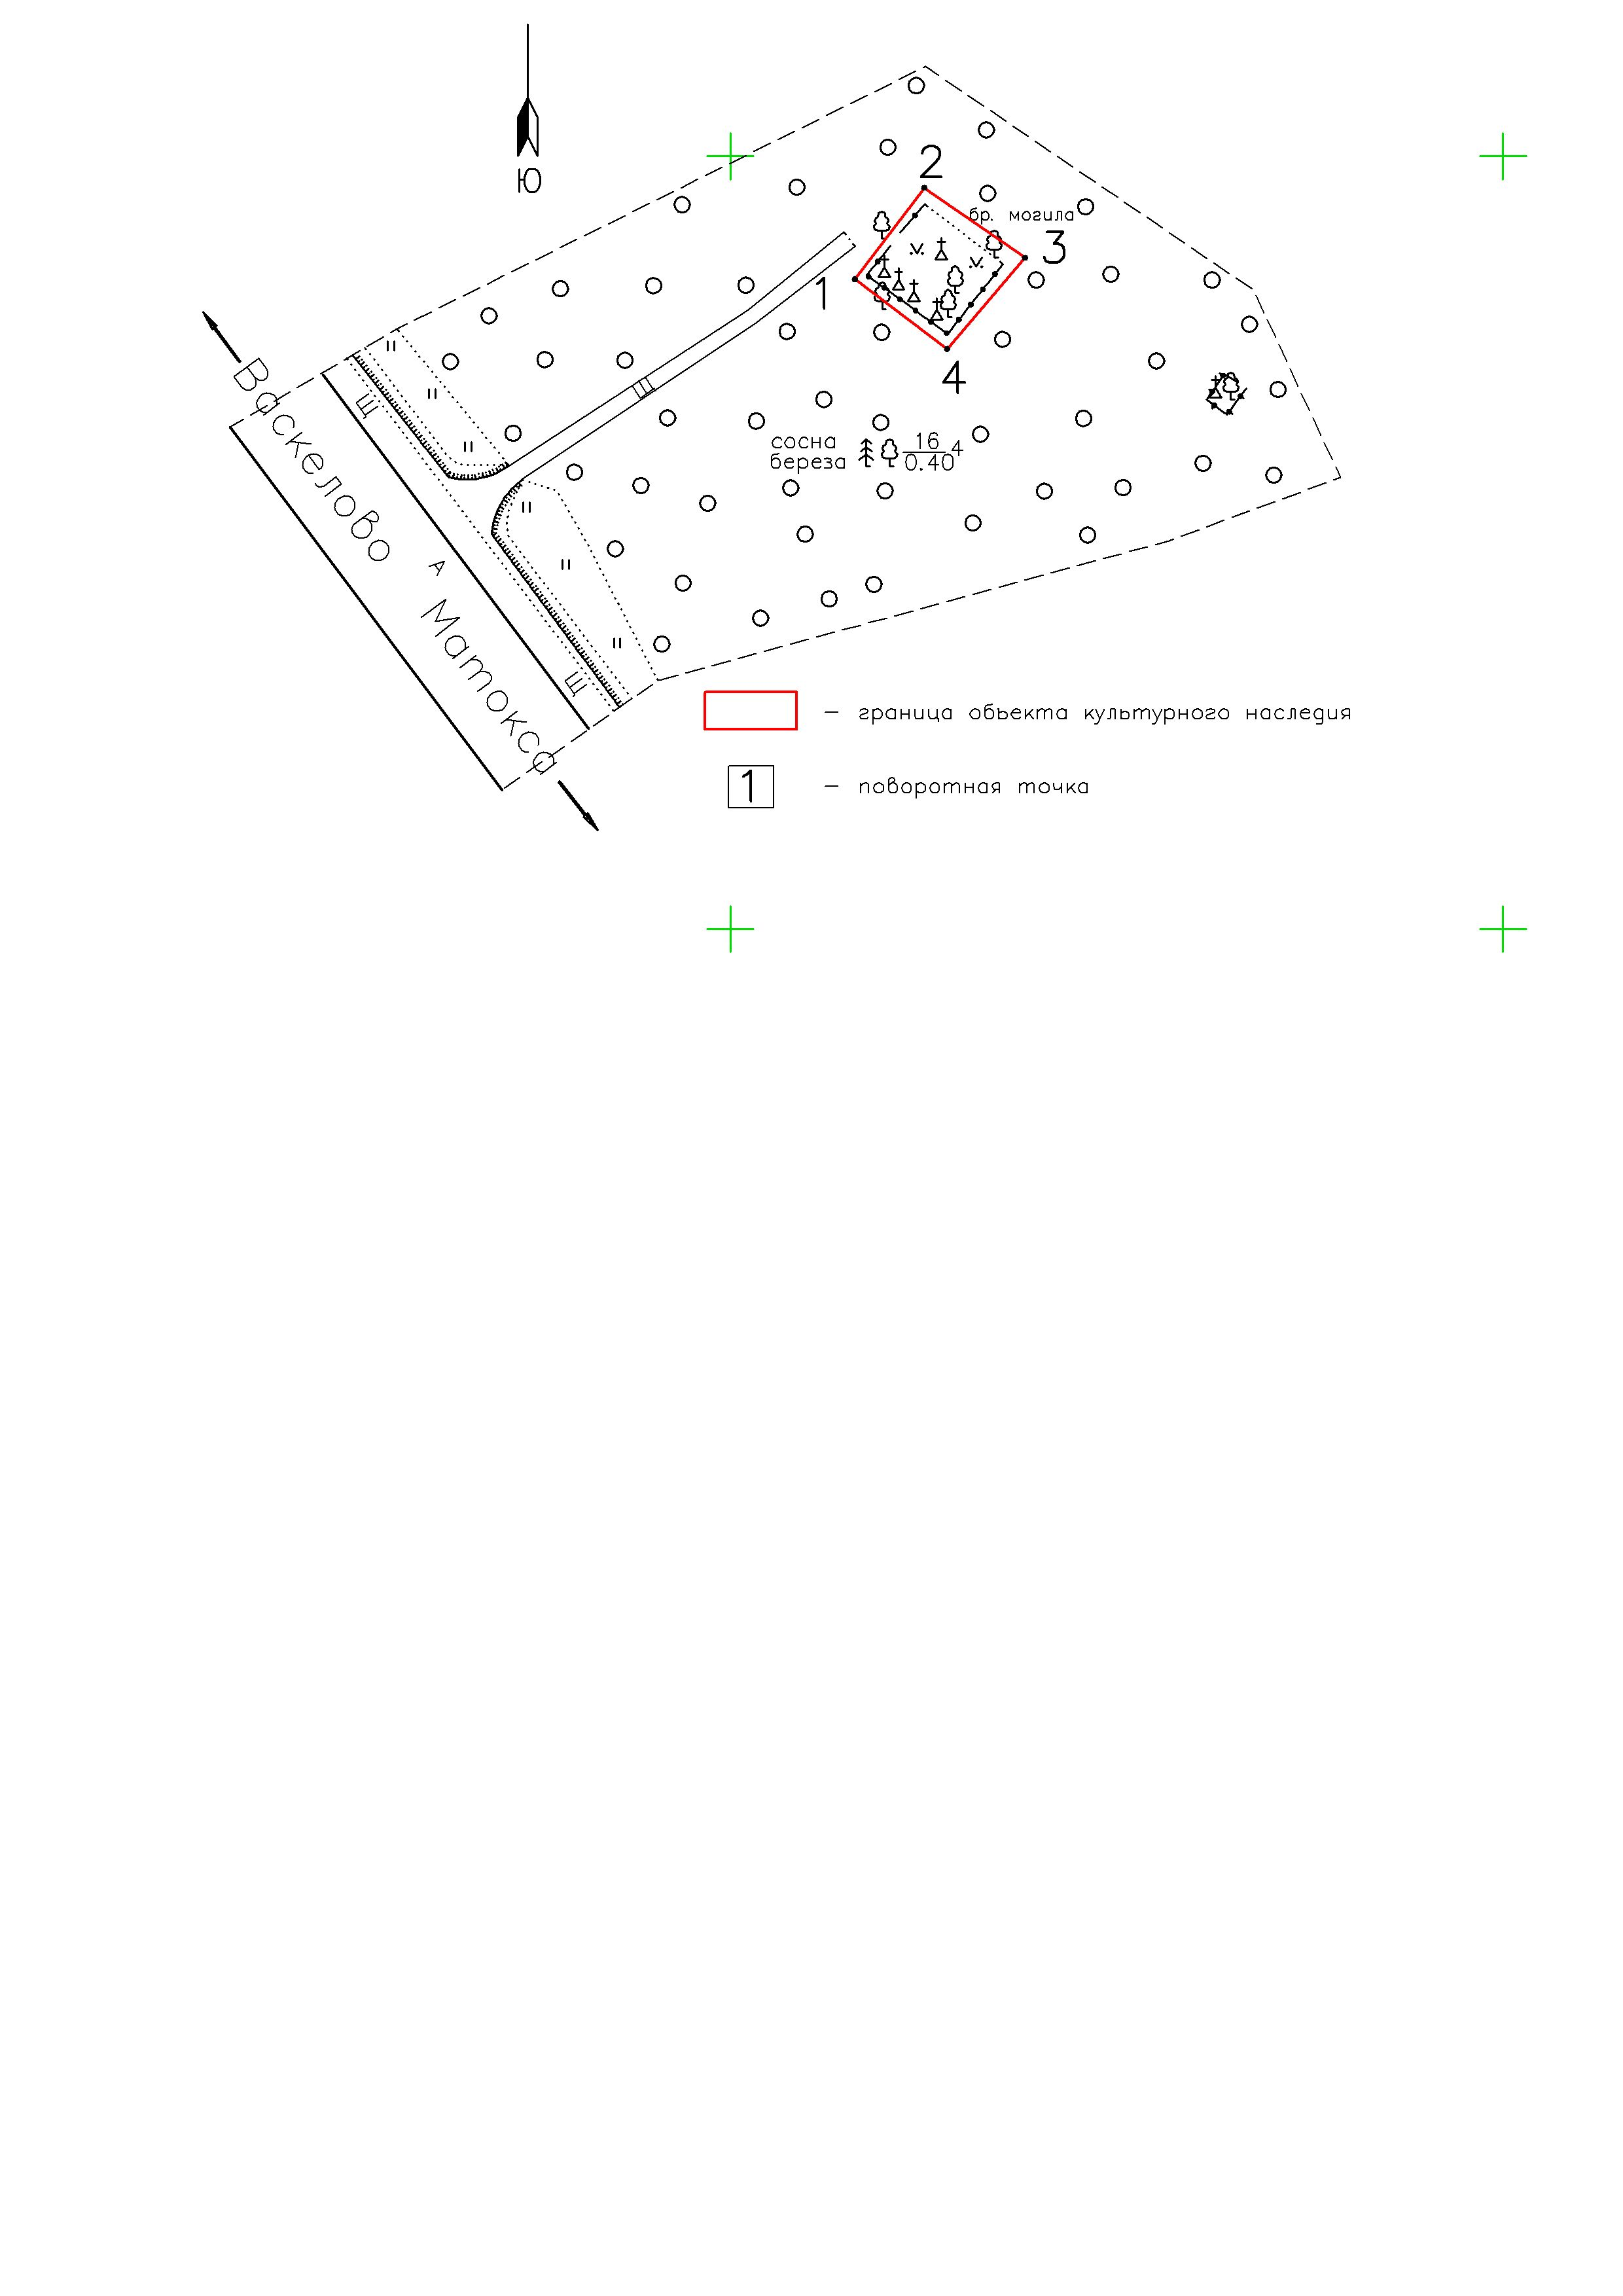 Ю
2
бр. могила
3
1
4
Васкелово
Щ
сосна
береза
16
0.40
4
А
Матокса
Щ
– граница объекта культурного наследия
1 – поворотная точка